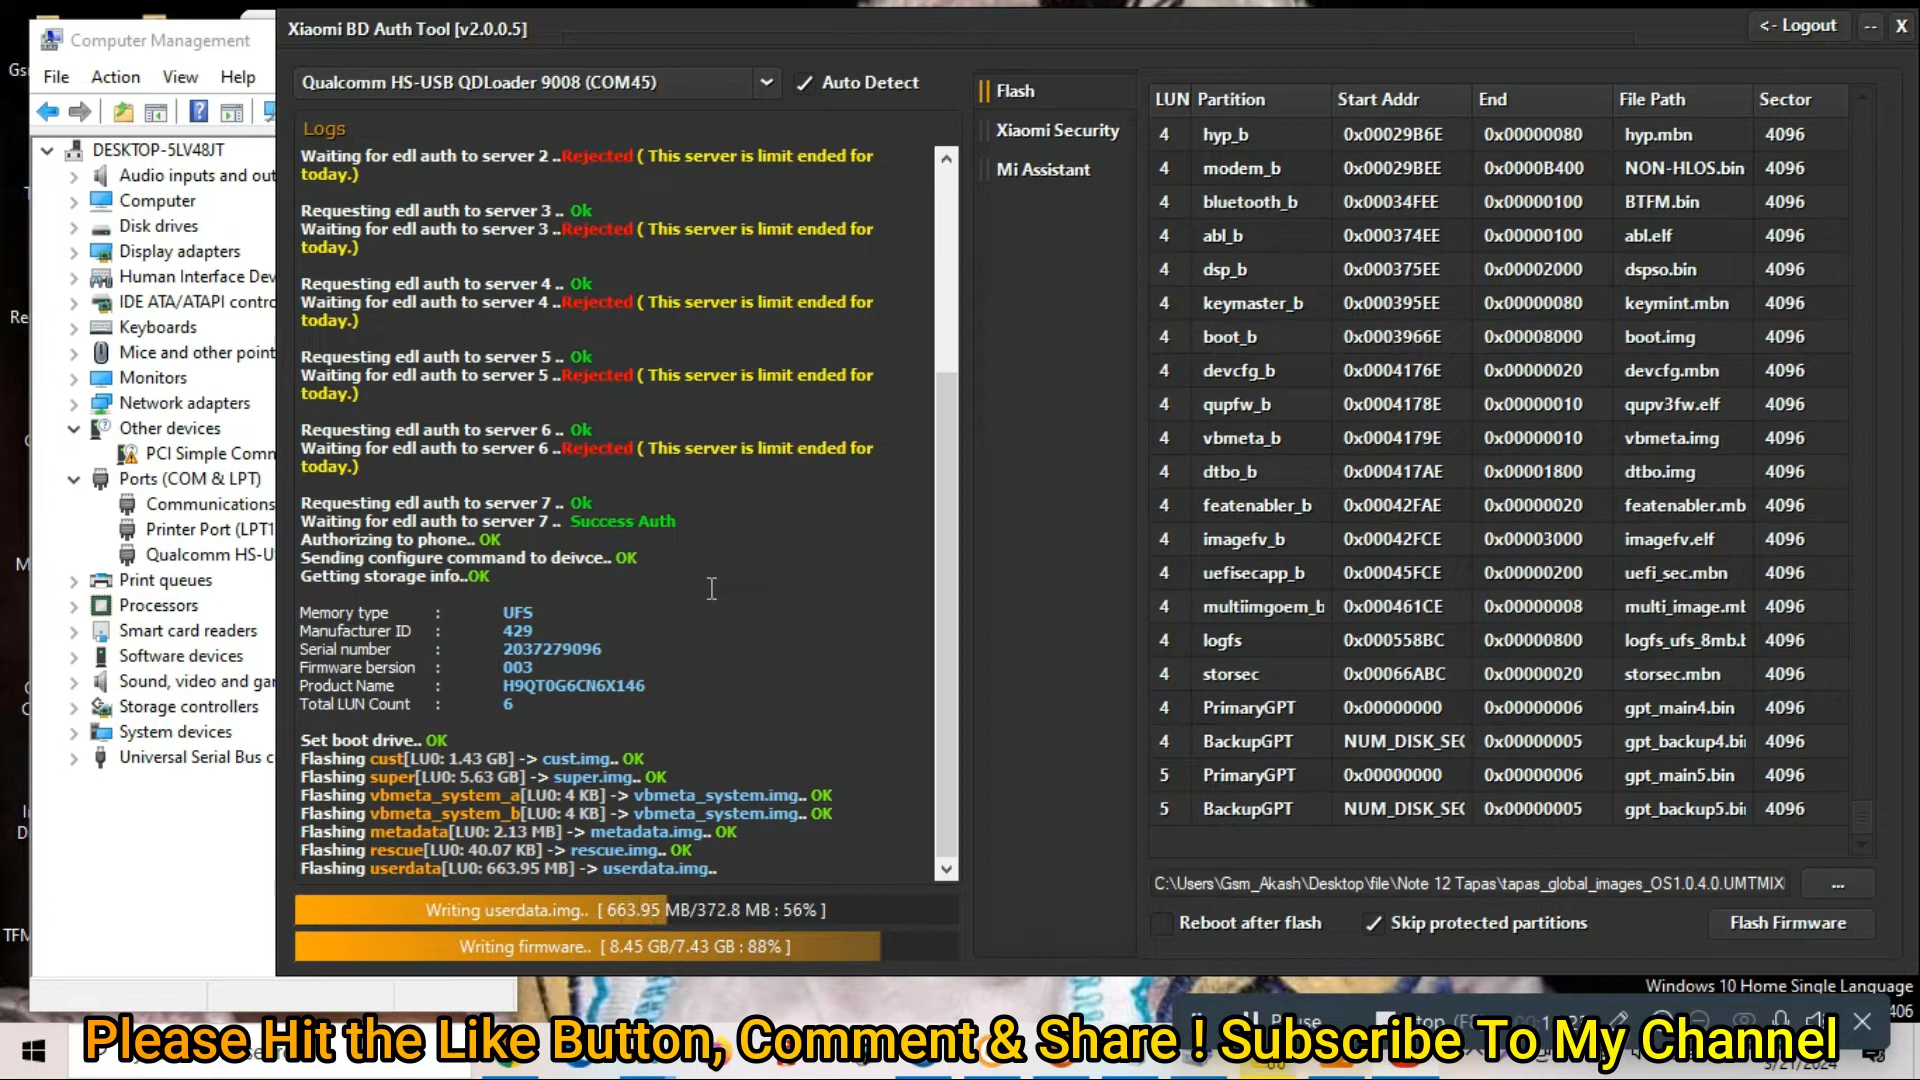 Computer Management
File Action View Help
DESKTOP-5LV48JT
Audio inputs and out
Computer
Disk drives
Display adapters
Human Interface Dev
IDE ATA/ATAPI contro
Keyboards
Mice and other point
Monitors
Network adapters
Other devices
PCI Simple Comn
Ports (COM & LPT)
Communications
Printer Port (LPT1
Qualcomm HS-U
Print queues
Processors
Smart card readers
Software devices
Sound, video and gar
Storage controllers
System devices
Universal Serial Bus c
Xiaomi BD Auth Tool [v2.0.0.5]
<- Logout -- X
Qualcomm HS-USB QDLoader 9008 (COM45) Auto Detect
Logs
Waiting for edl auth to server 2 ..Rejected ( This server is limit ended for
today.)
Requesting edl auth to server 3 .. Ok
Waiting for edl auth to server 3 ..Rejected ( This server is limit ended for
today.)
Requesting edl auth to server 4 .. Ok
Waiting for edl auth to server 4 ..Rejected ( This server is limit ended for
today.)
Requesting edl auth to server 5 .. Ok
Waiting for edl auth to server 5 ..Rejected ( This server is limit ended for
today.)
Requesting edl auth to server 6 .. Ok
Waiting for edl auth to server 6 ..Rejected ( This server is limit ended for
today.)
Requesting edl auth to server 7 .. Ok
Waiting for edl auth to server 7 .. Success Auth
Authorizing to phone.. OK
Sending configure command to deivce.. OK
Getting storage info..OK
Memory type : UFS
Manufacturer ID : 429
Serial number : 2037279096
Firmware bersion : 003
Product Name : H9QT0G6CN6X146
Total LUN Count : 6
Set boot drive.. OK
Flashing cust[LU0: 1.43 GB] -> cust.img.. OK
Flashing super[LU0: 5.63 GB] -> super.img.. OK
Flashing vbmeta_system_a[LU0: 4 KB] -> vbmeta_system.img.. OK
Flashing vbmeta_system_b[LU0: 4 KB] -> vbmeta_system.img.. OK
Flashing metadata[LU0: 2.13 MB] -> metadata.img.. OK
Flashing rescue[LU0: 40.07 KB] -> rescue.img.. OK
Flashing userdata[LU0: 663.95 MB] -> userdata.img..
Writing userdata.img.. [ 663.95 MB/372.8 MB : 56% ]
Writing firmware.. [ 8.45 GB/7.43 GB : 88% ]
Flash
Xiaomi Security
Mi Assistant
LUN Partition Start Addr End File Path Sector
4 hyp_b 0x00029B6E 0x00000080 hyp.mbn 4096
4 modem_b 0x00029BEE 0x0000B400 NON-HLOS.bin 4096
4 bluetooth_b 0x00034FEE 0x00000100 BTFM.bin 4096
4 abl_b 0x000374EE 0x00000100 abl.elf 4096
4 dsp_b 0x000375EE 0x00002000 dspso.bin 4096
4 keymaster_b 0x000395EE 0x00000080 keymint.mbn 4096
4 boot_b 0x0003966E 0x00008000 boot.img 4096
4 devcfg_b 0x0004176E 0x00000020 devcfg.mbn 4096
4 qupfw_b 0x0004178E 0x00000010 qupv3fw.elf 4096
4 vbmeta_b 0x0004179E 0x00000010 vbmeta.img 4096
4 dtbo_b 0x000417AE 0x00001800 dtbo.img 4096
4 featenabler_b 0x00042FAE 0x00000020 featenabler.mb 4096
4 imagefv_b 0x00042FCE 0x00003000 imagefv.elf 4096
4 uefisecapp_b 0x00045FCE 0x00000200 uefi_sec.mbn 4096
4 multiimgoem_b 0x000461CE 0x00000008 multi_image.ml 4096
4 logfs 0x000558BC 0x00000800 logfs_ufs_8mb.t 4096
4 storsec 0x00066ABC 0x00000020 storsec.mbn 4096
4 PrimaryGPT 0x00000000 0x00000006 gpt_main4.bin 4096
4 BackupGPT NUM_DISK_SE( 0x00000005 gpt_backup4.bi 4096
5 PrimaryGPT 0x00000000 0x00000006 gpt_main5.bin 4096
5 BackupGPT NUM_DISK_SE( 0x00000005 gpt_backup5.bi 4096
C:\Users\Gsm_Akash\Desktop\file\Note 12 Tapas\tapas_global_images_OS1.0.4.0.UMTMIX ...
Reboot after flash Skip protected partitions Flash Firmware
Windows 10 Home Single Language
Pause
Please Hit the Like Button, Comment & Share ! Subscribe To My Channel